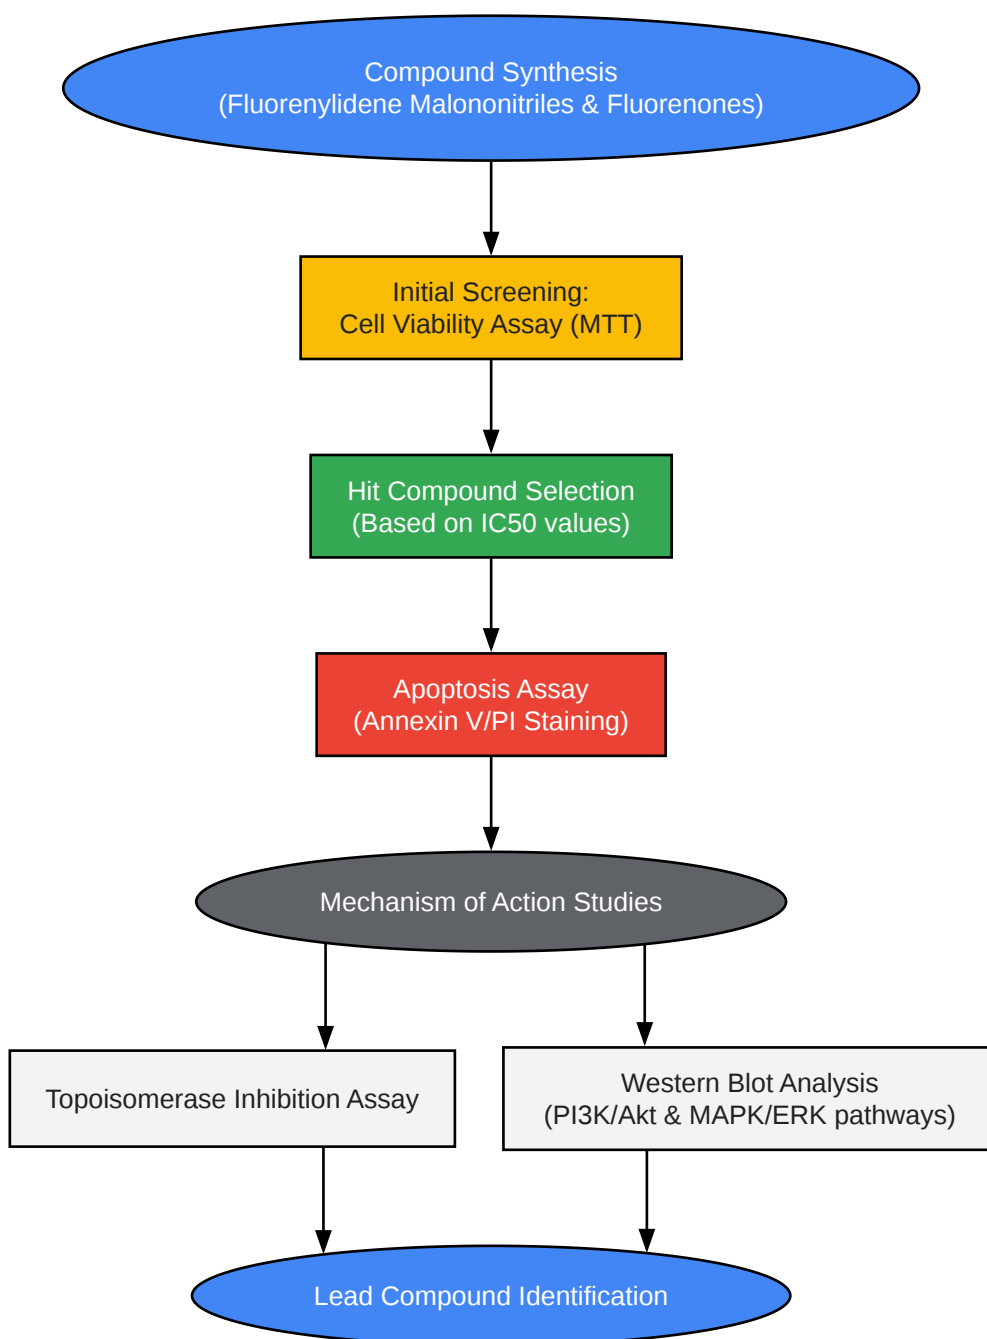 Compound Synthesis
(Fluorenylidene Malononitriles & Fluorenones)
Initial Screening:
Cell Viability Assay (MTT)
Hit Compound Selection
(Based on IC50 values)
Apoptosis Assay
(Annexin V/PI Staining)
Mechanism of Action Studies
Topoisomerase Inhibition Assay
Western Blot Analysis
(PI3K/Akt & MAPK/ERK pathways)
Lead Compound Identification